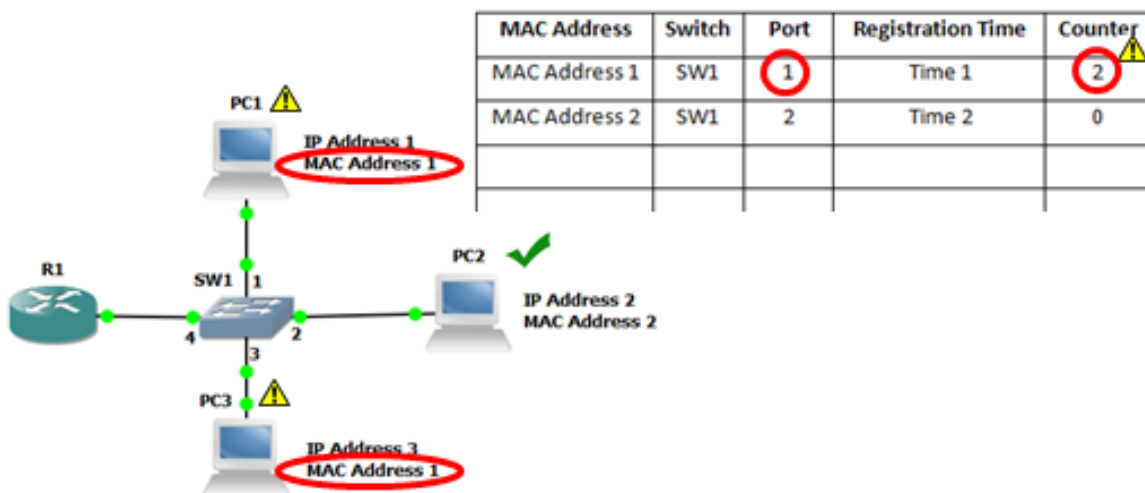 MAC Address Switch Port Registration Time Counter
MAC Address 1 SW1 1 Time 1 2
MAC Address 2 SW1 2 Time 2 0
PC1
IP Address 1
MAC Address 1
R1
SW1
1
PC2
IP Address 2
MAC Address 2
4
2
3
PC3
IP Address 3
MAC Address 1